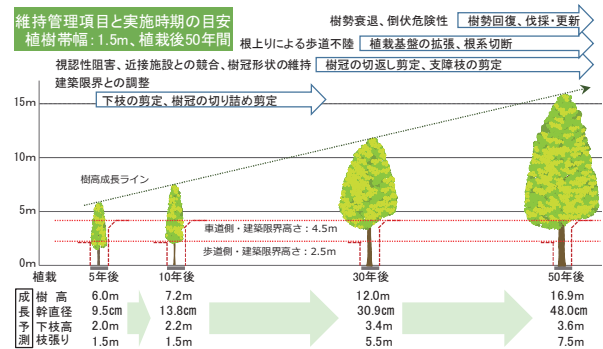 維持管理項目と実施時期の目安
植樹帯幅：1.5m、植栽後50年間
樹勢衰退、倒伏危険性 樹勢回復、伐採・更新
根上りによる歩道不陸 植栽基盤の拡張、根系切断
視認性阻害、近接施設との競合、樹冠形状の維持 樹冠の切返し剪定、支障枝の剪定
建築限界との調整
下枝の剪定、樹冠の切り詰め剪定
15m
10m
樹高成長ライン
5m
車道側・建築限界高さ：4.5m
歩道側・建築限界高さ：2.5m
0m
植栽 5年後 10年後 30年後 50年後
成長予測
樹高 6.0m 7.2m 12.0m 16.9m
幹直径 9.5cm 13.8cm 30.9cm 48.0cm
下枝高 2.0m 2.2m 3.4m 3.6m
枝張り 1.5m 1.5m 5.5m 7.5m